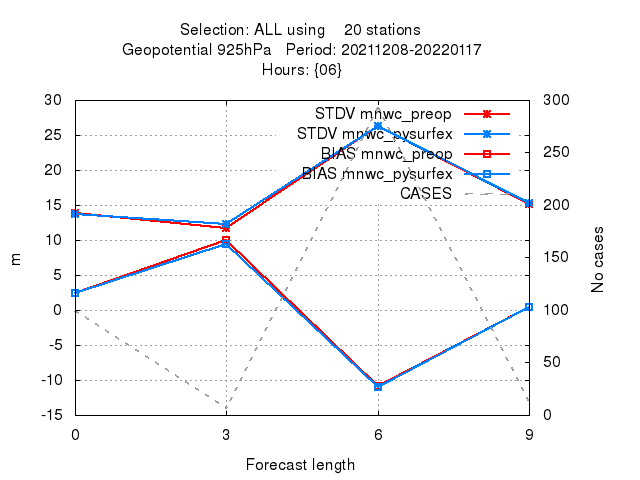 Selection: ALL using 20 stations
Geopotential 925hPa Period: 20211208-20220117
Hours: {06}
STDV mnwc_preop
STDV mnwc_pysurfex
BIAS mnwc_preop
BIAS mnwc_pysurfex
CASES
30
25
20
15
10
5
0
-5
-10
-15
m
300
250
200
150
100
50
0
No cases
0 3 6 9
Forecast length